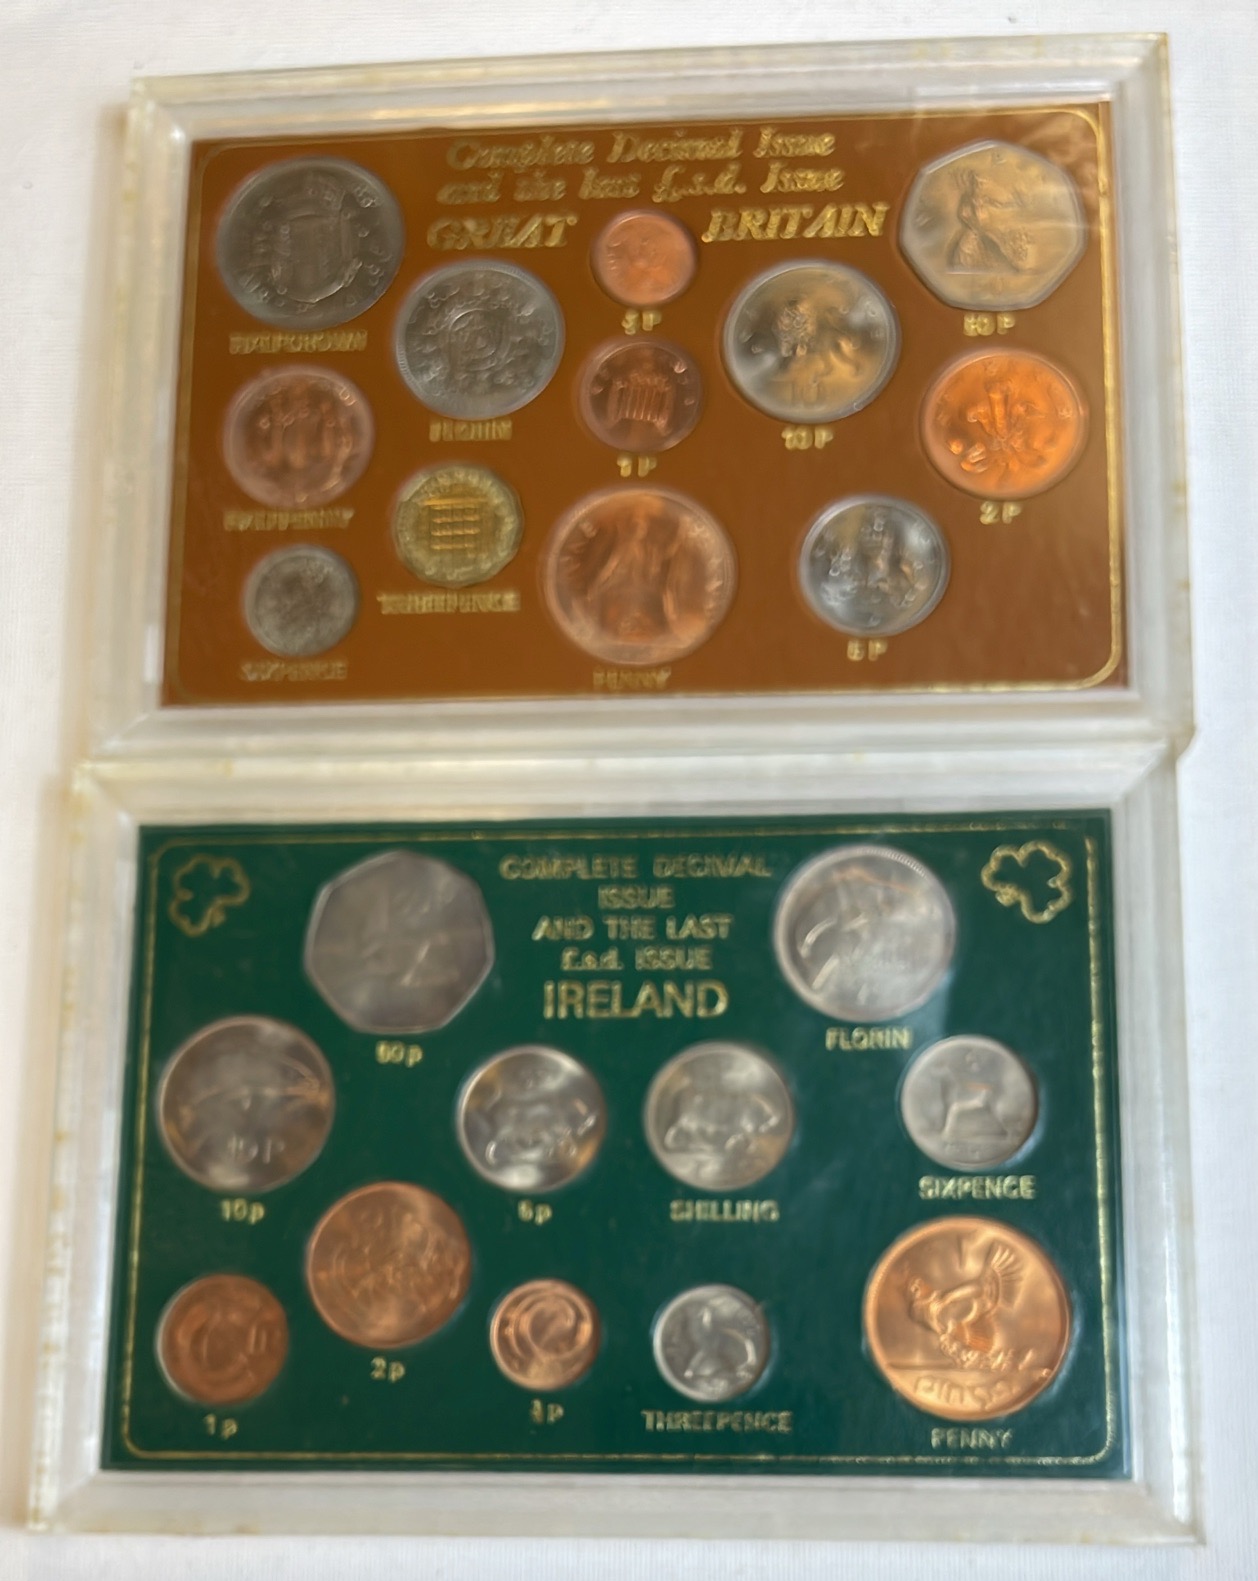 Complete Decimal Issue
and the last £.s.d. Issue
GREAT BRITAIN
HALFCROWN
FLORIN
½P
1P
10P
50P
2P
HALFPENNY
THREEPENCE
SIXPENCE
PENNY
5P
COMPLETE DECIMAL
ISSUE
AND THE LAST
£.s.d. ISSUE
IRELAND
50p
FLORIN
10p
10P
5p
SHILLING
SIXPENCE
1p
2p
½P
THREEPENCE
PENNY